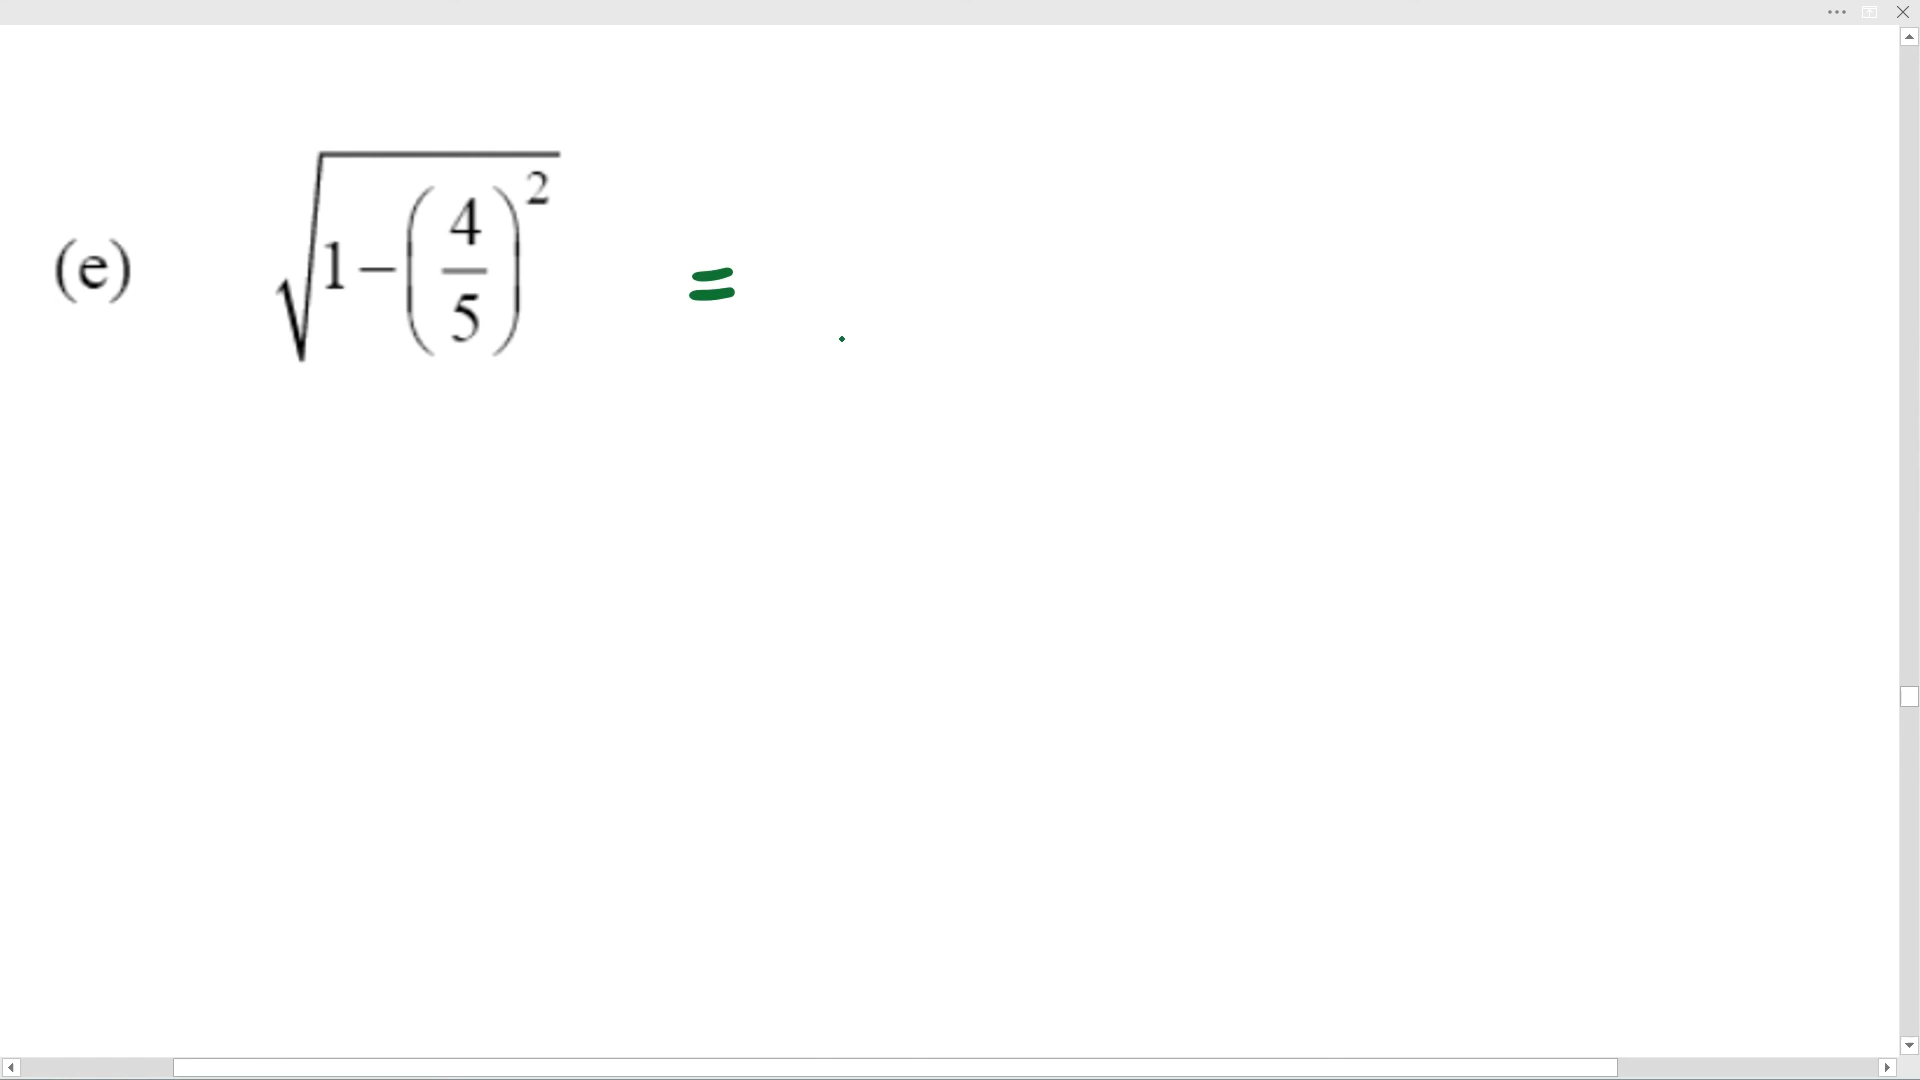 (e) √(1−(4/5)²) =